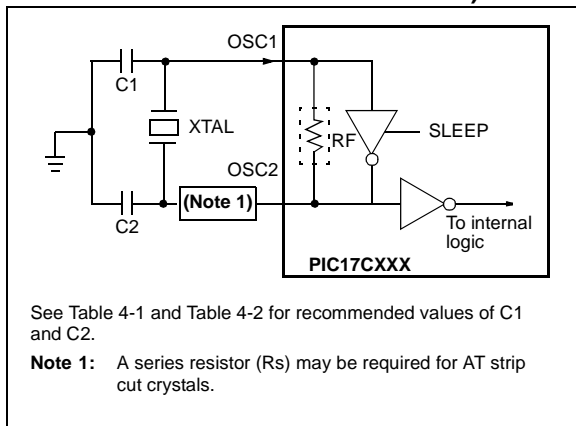 OSC1
C1
XTAL
RF
SLEEP
OSC2
(Note 1)
C2
To internal
logic
PIC17CXXX
See Table 4-1 and Table 4-2 for recommended values of C1
and C2.
Note 1: A series resistor (Rs) may be required for AT strip
cut crystals.